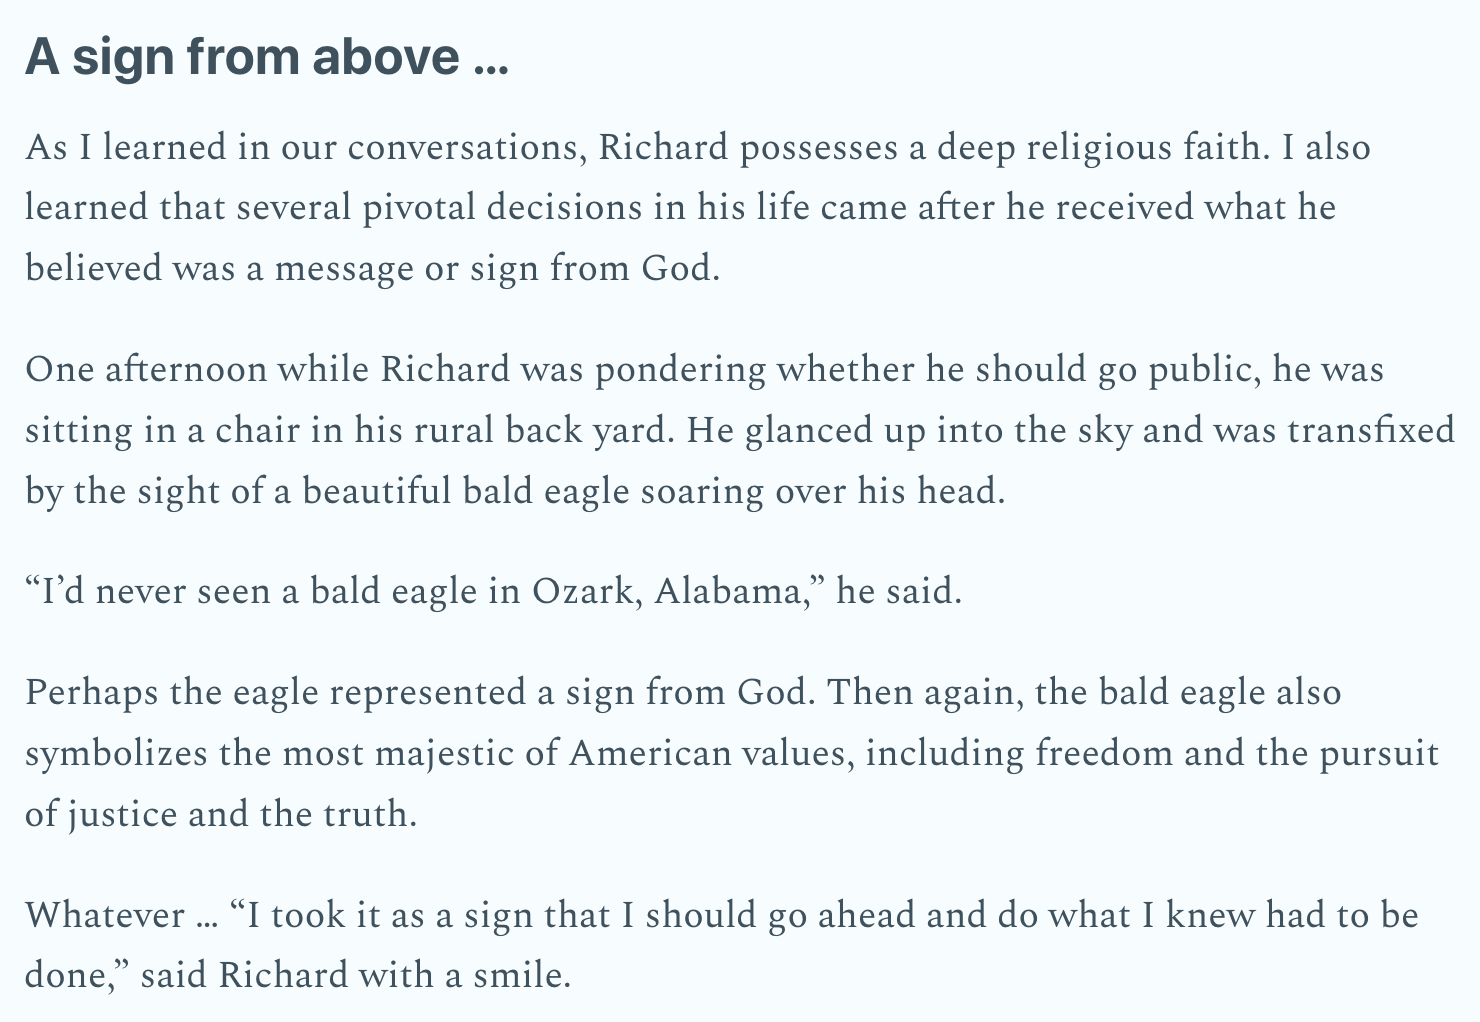 A sign from above …
As I learned in our conversations, Richard possesses a deep religious faith. I also
learned that several pivotal decisions in his life came after he received what he
believed was a message or sign from God.
One afternoon while Richard was pondering whether he should go public, he was
sitting in a chair in his rural back yard. He glanced up into the sky and was transfixed
by the sight of a beautiful bald eagle soaring over his head.
“I’d never seen a bald eagle in Ozark, Alabama,” he said.
Perhaps the eagle represented a sign from God. Then again, the bald eagle also
symbolizes the most majestic of American values, including freedom and the pursuit
of justice and the truth.
Whatever … “I took it as a sign that I should go ahead and do what I knew had to be
done,” said Richard with a smile.